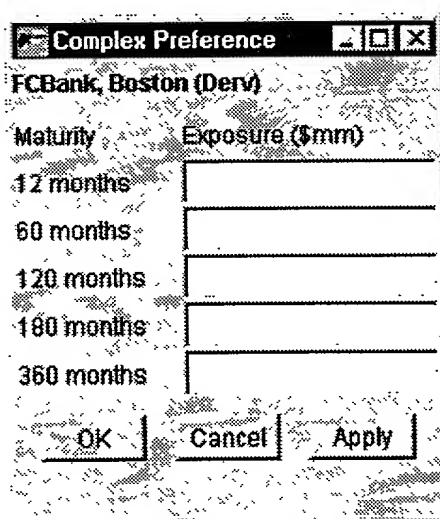 Complex Preference
FCBank, Boston (Derv)
Maturity Exposure ($mm)
12 months
60 months
120 months
180 months
360 months
OK Cancel Apply